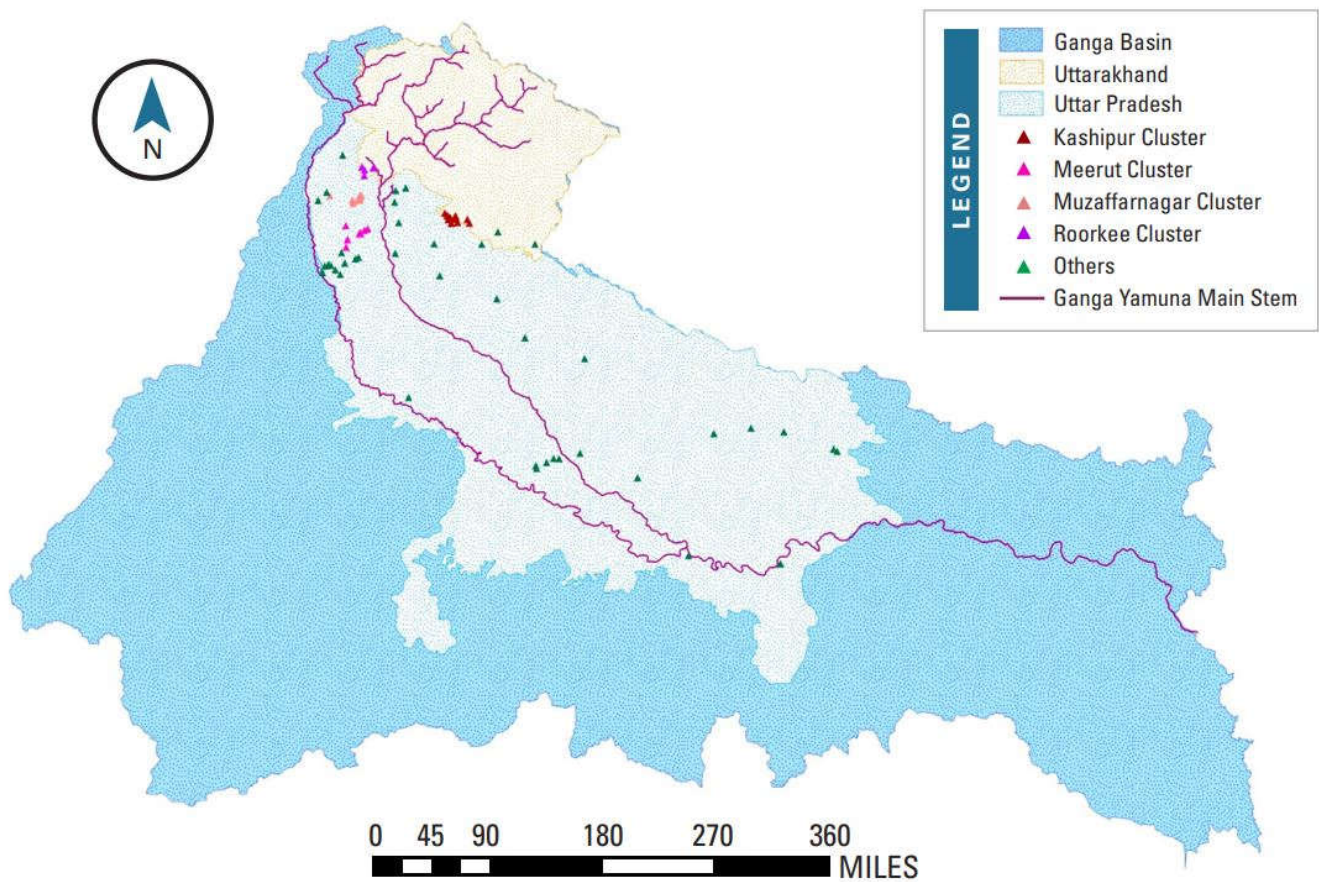 N
LEGEND
Ganga Basin
Uttarakhand
Uttar Pradesh
Kashipur Cluster
Meerut Cluster
Muzaffarnagar Cluster
Roorkee Cluster
Others
Ganga Yamuna Main Stem
0 45 90 180 270 360
MILES